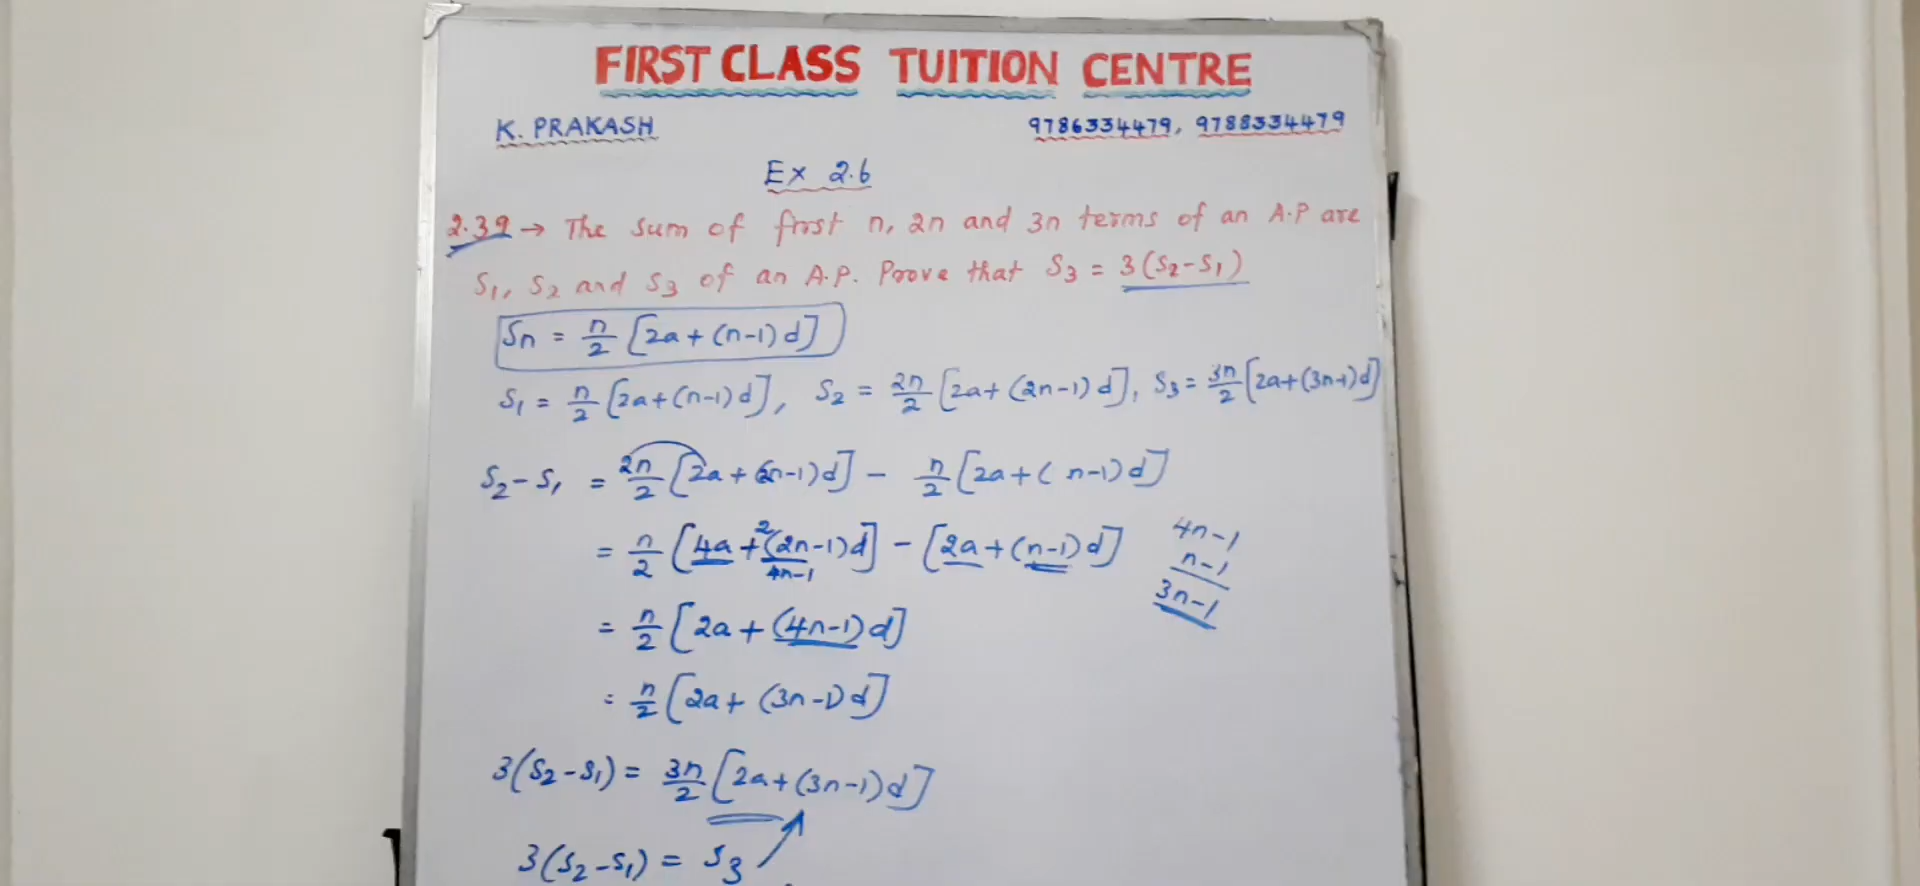 FIRST CLASS TUITION CENTRE
K. PRAKASH 9786334479, 9788334479
Ex 2.6
2.39 → The sum of first n, 2n and 3n terms of an A.P are
S1, S2 and S3 of an A.P. Prove that S3 = 3(S2-S1)
Sn = n/2 [2a+(n-1)d]
S1 = n/2 [2a+(n-1)d], S2 = 2n/2 [2a+(2n-1)d], S3 = 3n/2 [2a+(3n-1)d]
S2-S1 = 2n/2 [2a+(2n-1)d] - n/2 [2a+(n-1)d]
= n/2 [4a+2(2n-1)d] - [2a+(n-1)d]
4n-1
4n-1
n-1
3n-1
= n/2 [2a+(4n-1)d]
= n/2 [2a+(3n-1)d]
3(S2-S1) = 3n/2 [2a+(3n-1)d]
3(S2-S1) = S3